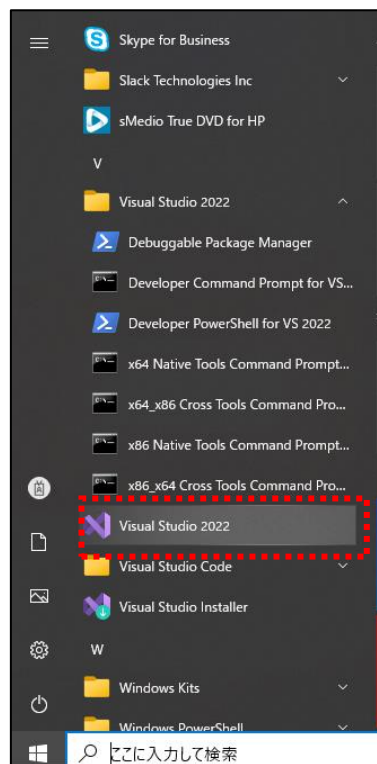 Skype for Business
Slack Technologies Inc
sMedio True DVD for HP
V
Visual Studio 2022
Debuggable Package Manager
Developer Command Prompt for VS...
Developer PowerShell for VS 2022
x64 Native Tools Command Prompt...
x64_x86 Cross Tools Command Pro...
x86 Native Tools Command Prompt...
x86_x64 Cross Tools Command Pro...
Visual Studio 2022
Visual Studio Code
Visual Studio Installer
W
Windows Kits
Windows PowerShell
ここに入力して検索